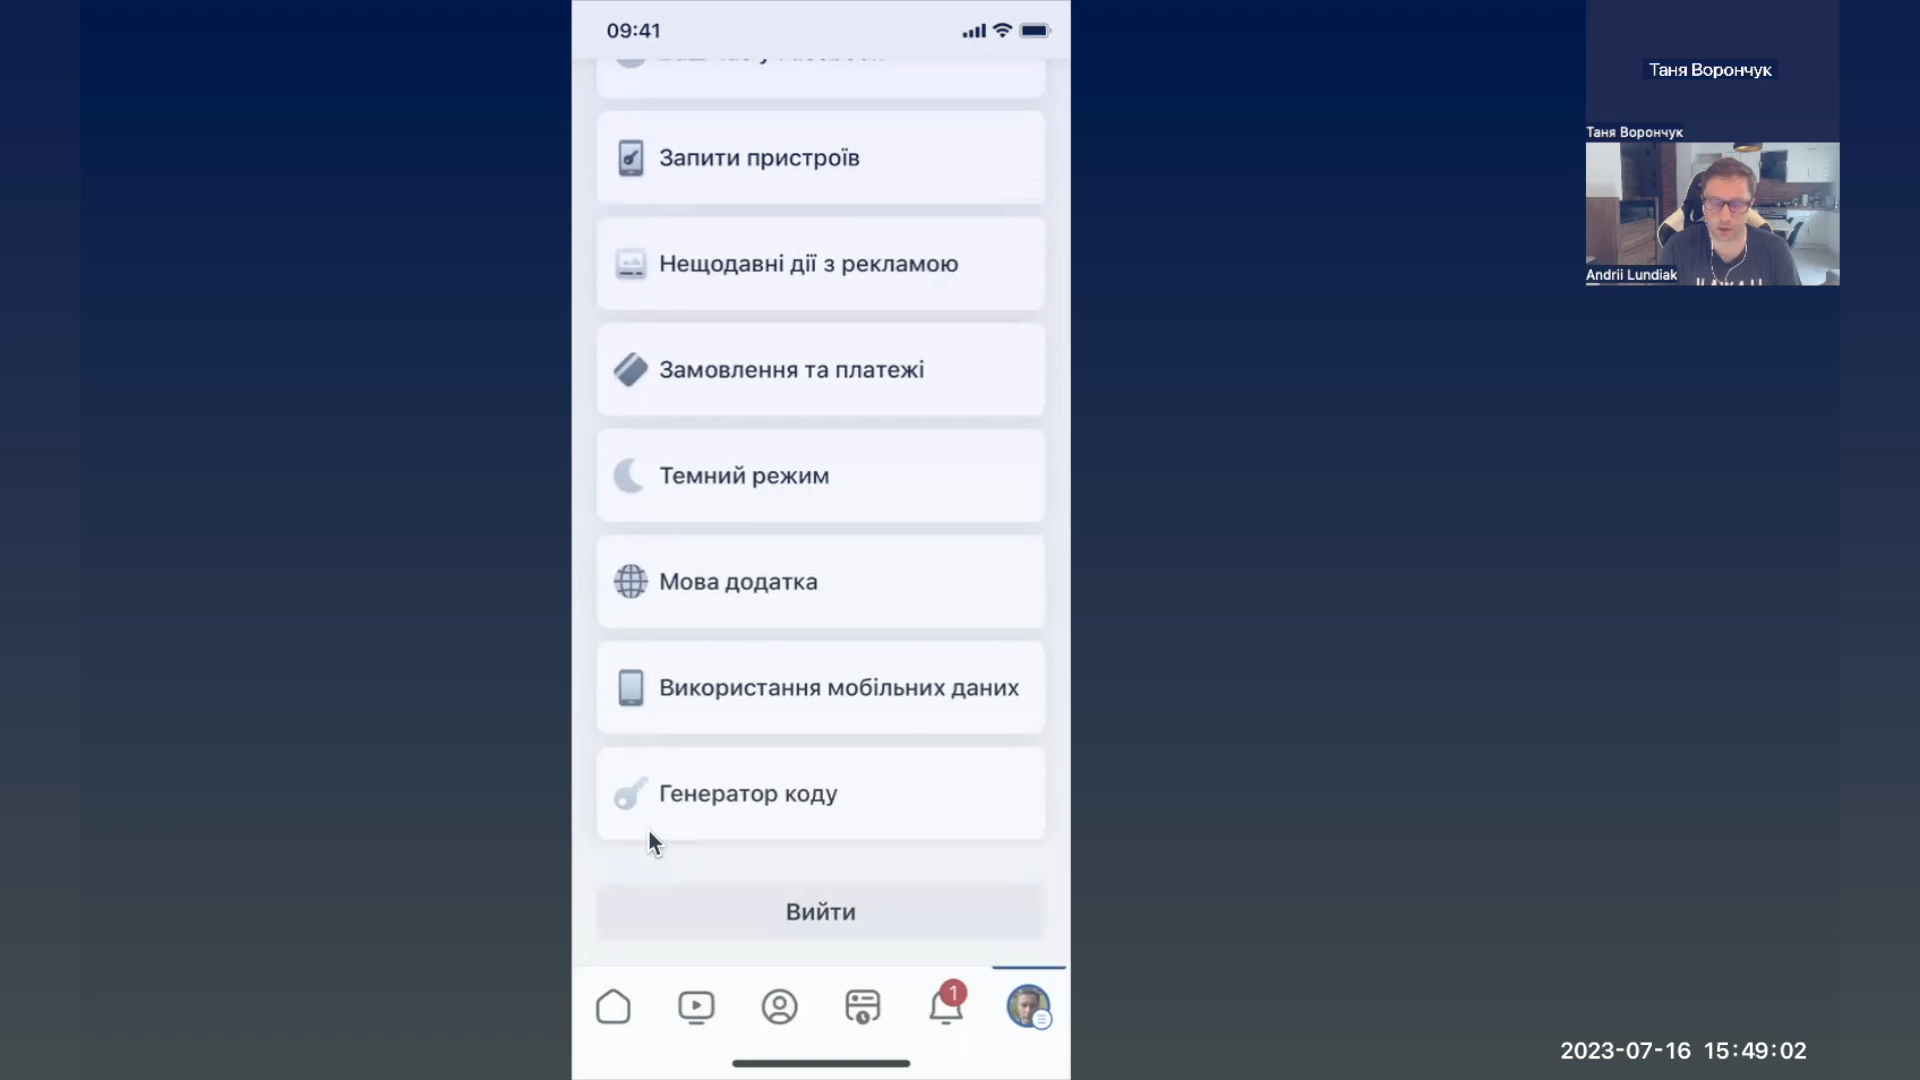 09:41
Запити пристроїв
Нещодавні дії з рекламою
Замовлення та платежі
Темний режим
Мова додатка
Використання мобільних даних
Генератор коду
Вийти
1
Таня Ворончук
Таня Ворончук
Andrii Lundiak
2023-07-16 15:49:02